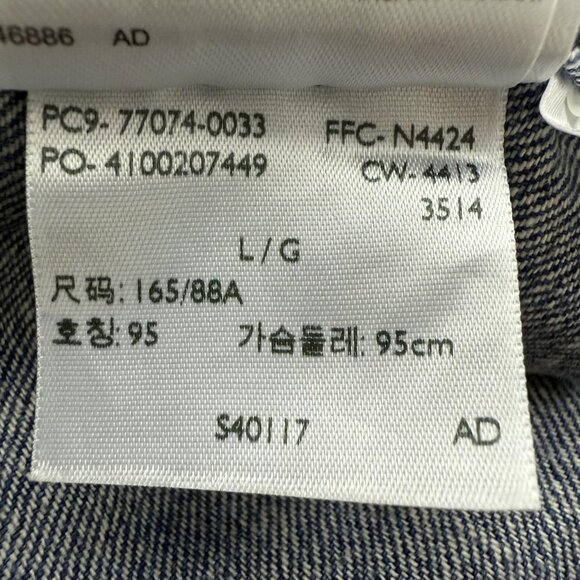 46886 AD
PC9- 77074-0033 FFC- N4424
PO- 4100207449 CW- 4413
3514
L / G
尺码: 165/88A
호칭: 95 가슴둘레: 95cm
S40117 AD